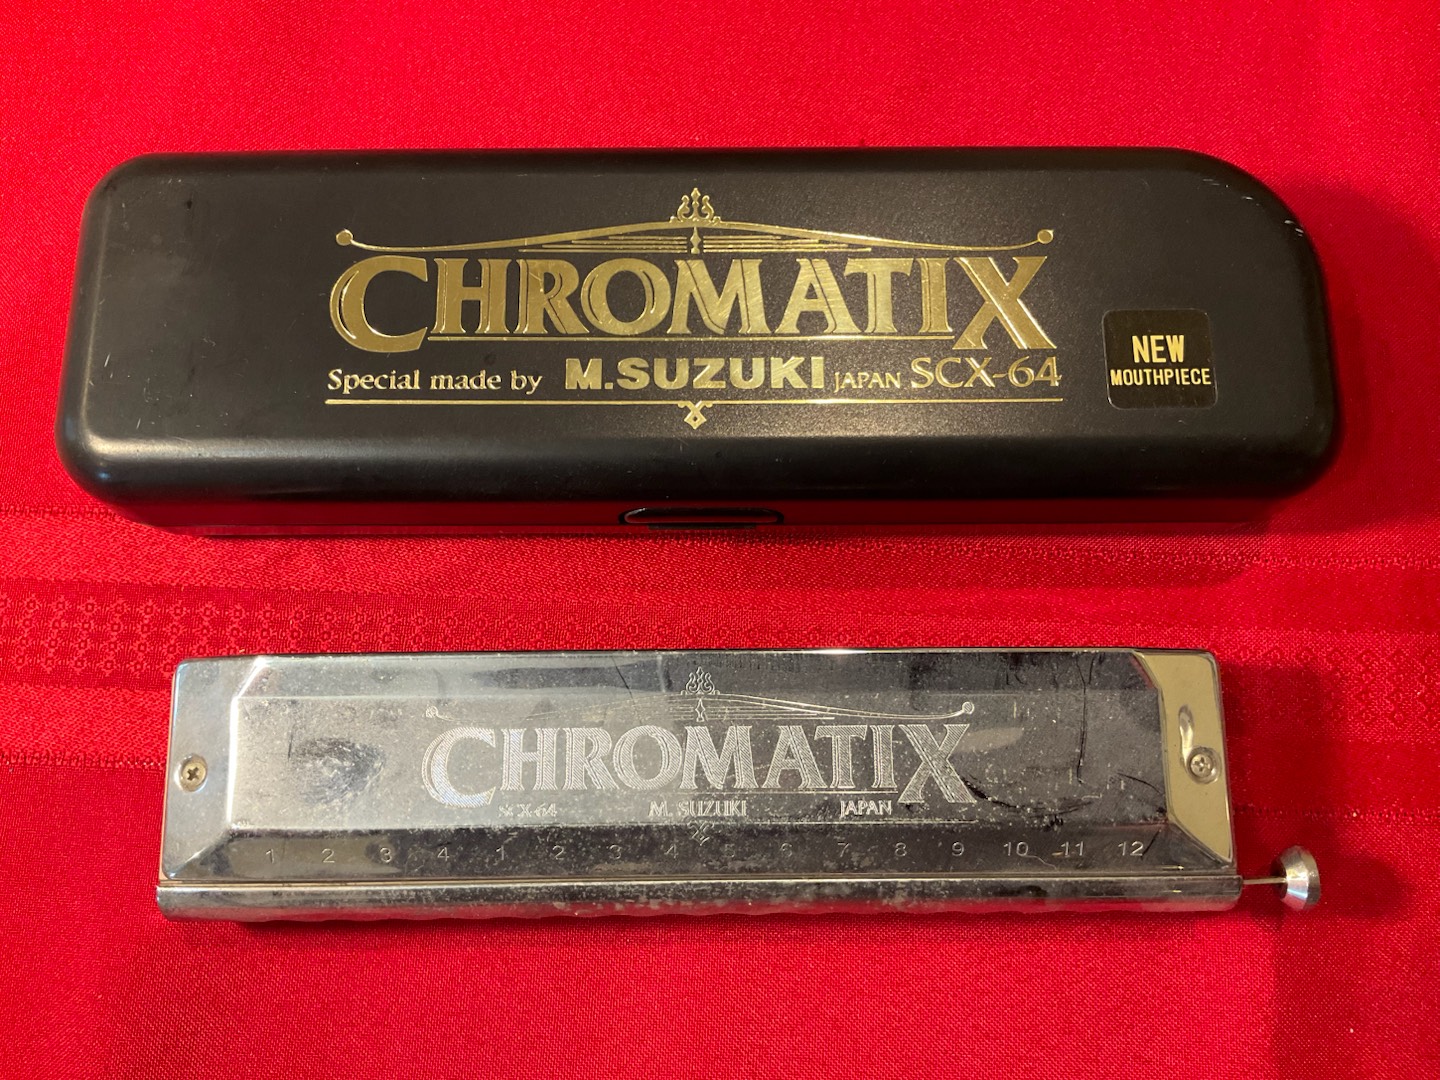 CHROMATIX
Special made by M.SUZUKI JAPAN SCX-64
NEW
MOUTHPIECE
CHROMATIX
SCX-64 M. SUZUKI JAPAN
1 2 3 4 1 2 3 4 5 6 7 8 9 10 11 12